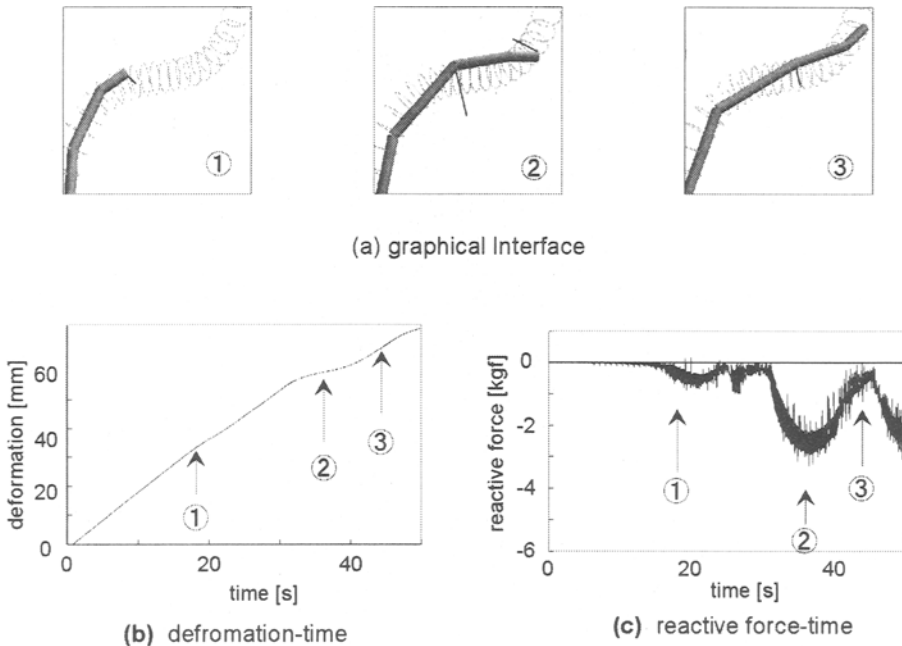 ① ② ③
(a) graphical Interface
deformation [mm]
60
40
20
0
① ② ③
0 20 40
time [s]
(b) defromation-time
reactive force [kgf]
0
-2
-4
-6
① ② ③
0 20 40
time [s]
(c) reactive force-time